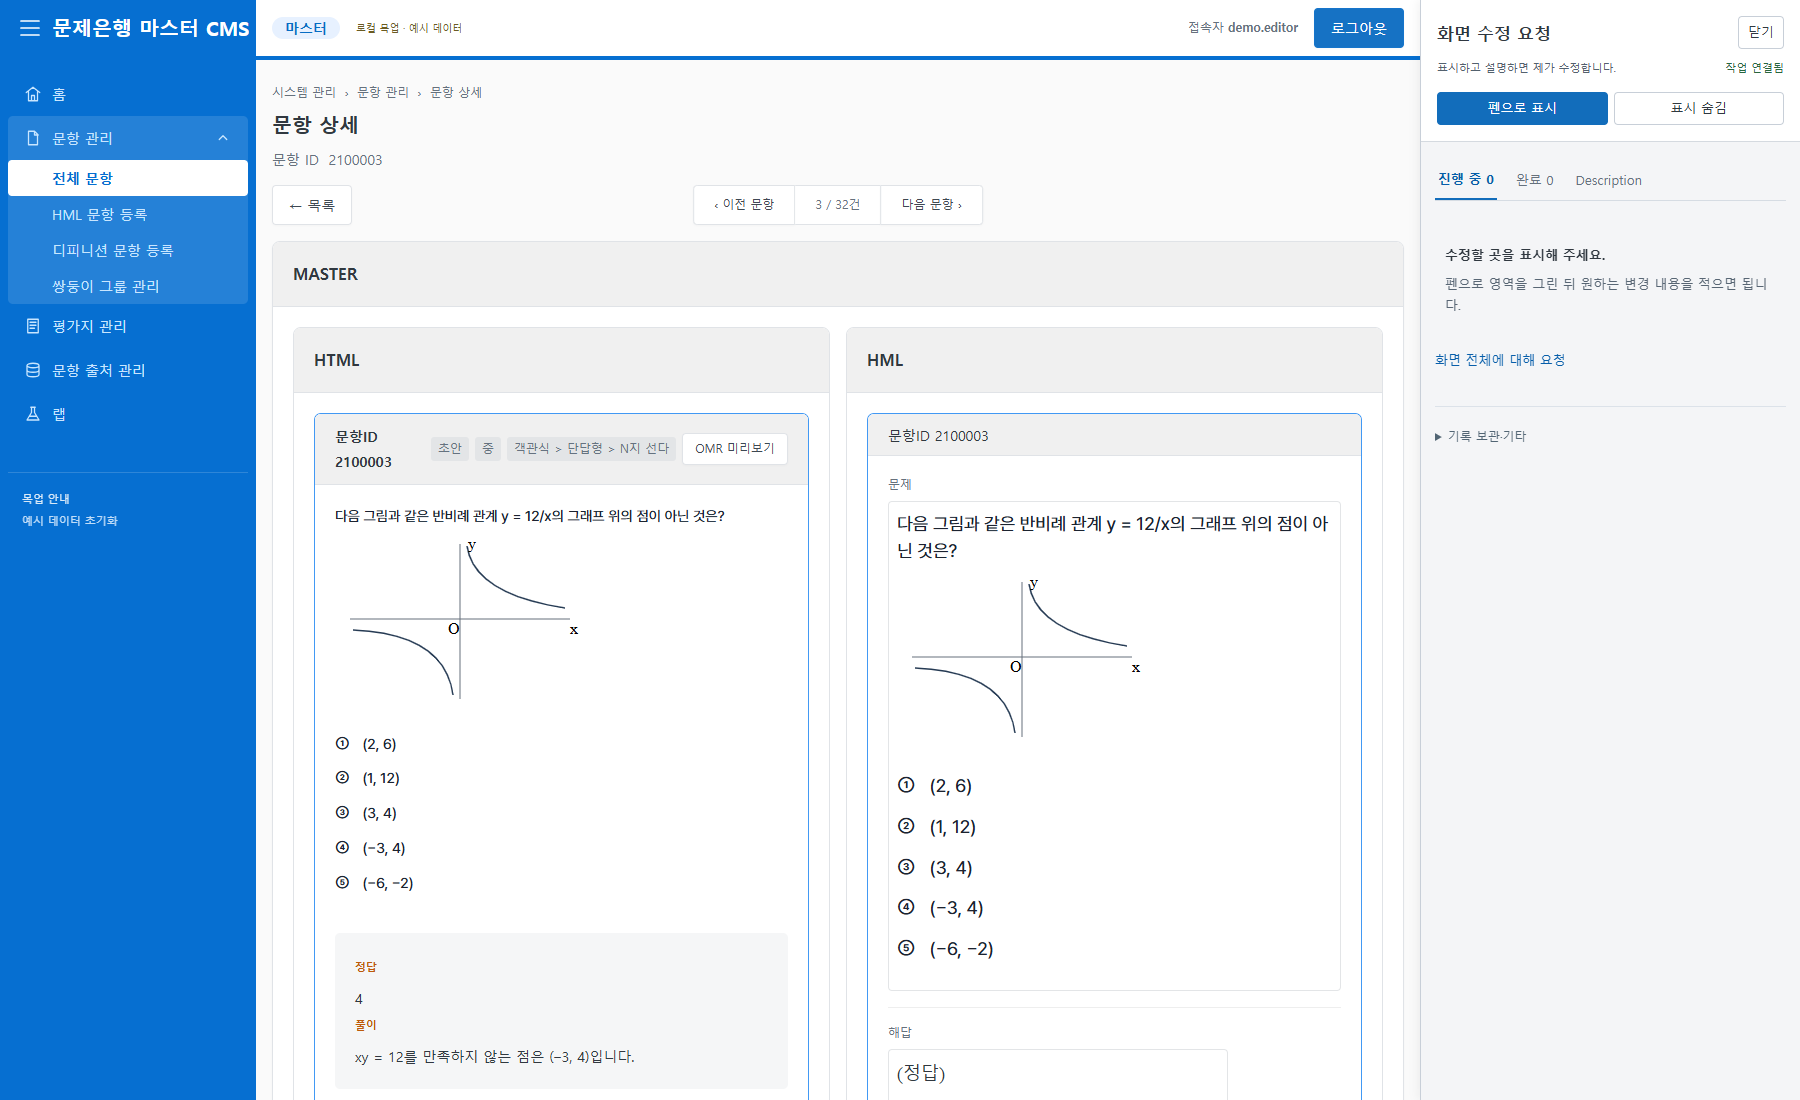 문제은행 마스터 CMS
홈
문항 관리
전체 문항
HML 문항 등록
디피니션 문항 등록
쌍둥이 그룹 관리
평가지 관리
문항 출처 관리
랩
목업 안내
예시 데이터 초기화
마스터
로컬 목업 · 예시 데이터
접속자 demo.editor
로그아웃
시스템 관리 › 문항 관리 › 문항 상세
문항 상세
문항 ID 2100003
← 목록
‹ 이전 문항
3 / 32건
다음 문항 ›
MASTER
HTML
문항ID
2100003
초안
중
객관식 > 단답형 > N지 선다
OMR 미리보기
다음 그림과 같은 반비례 관계 y = 12/x의 그래프 위의 점이 아닌 것은?
y
O
x
① (2, 6)
② (1, 12)
③ (3, 4)
④ (−3, 4)
⑤ (−6, −2)
정답
4
풀이
xy = 12를 만족하지 않는 점은 (−3, 4)입니다.
HML
문항ID 2100003
문제
다음 그림과 같은 반비례 관계 y = 12/x의 그래프 위의 점이 아
닌 것은?
y
O
x
① (2, 6)
② (1, 12)
③ (3, 4)
④ (−3, 4)
⑤ (−6, −2)
해답
(정답)
화면 수정 요청
닫기
표시하고 설명하면 제가 수정합니다.
작업 연결됨
펜으로 표시
표시 숨김
진행 중 0
완료 0
Description
수정할 곳을 표시해 주세요.
펜으로 영역을 그린 뒤 원하는 변경 내용을 적으면 됩니
다.
화면 전체에 대해 요청
▶ 기록 보관·기타